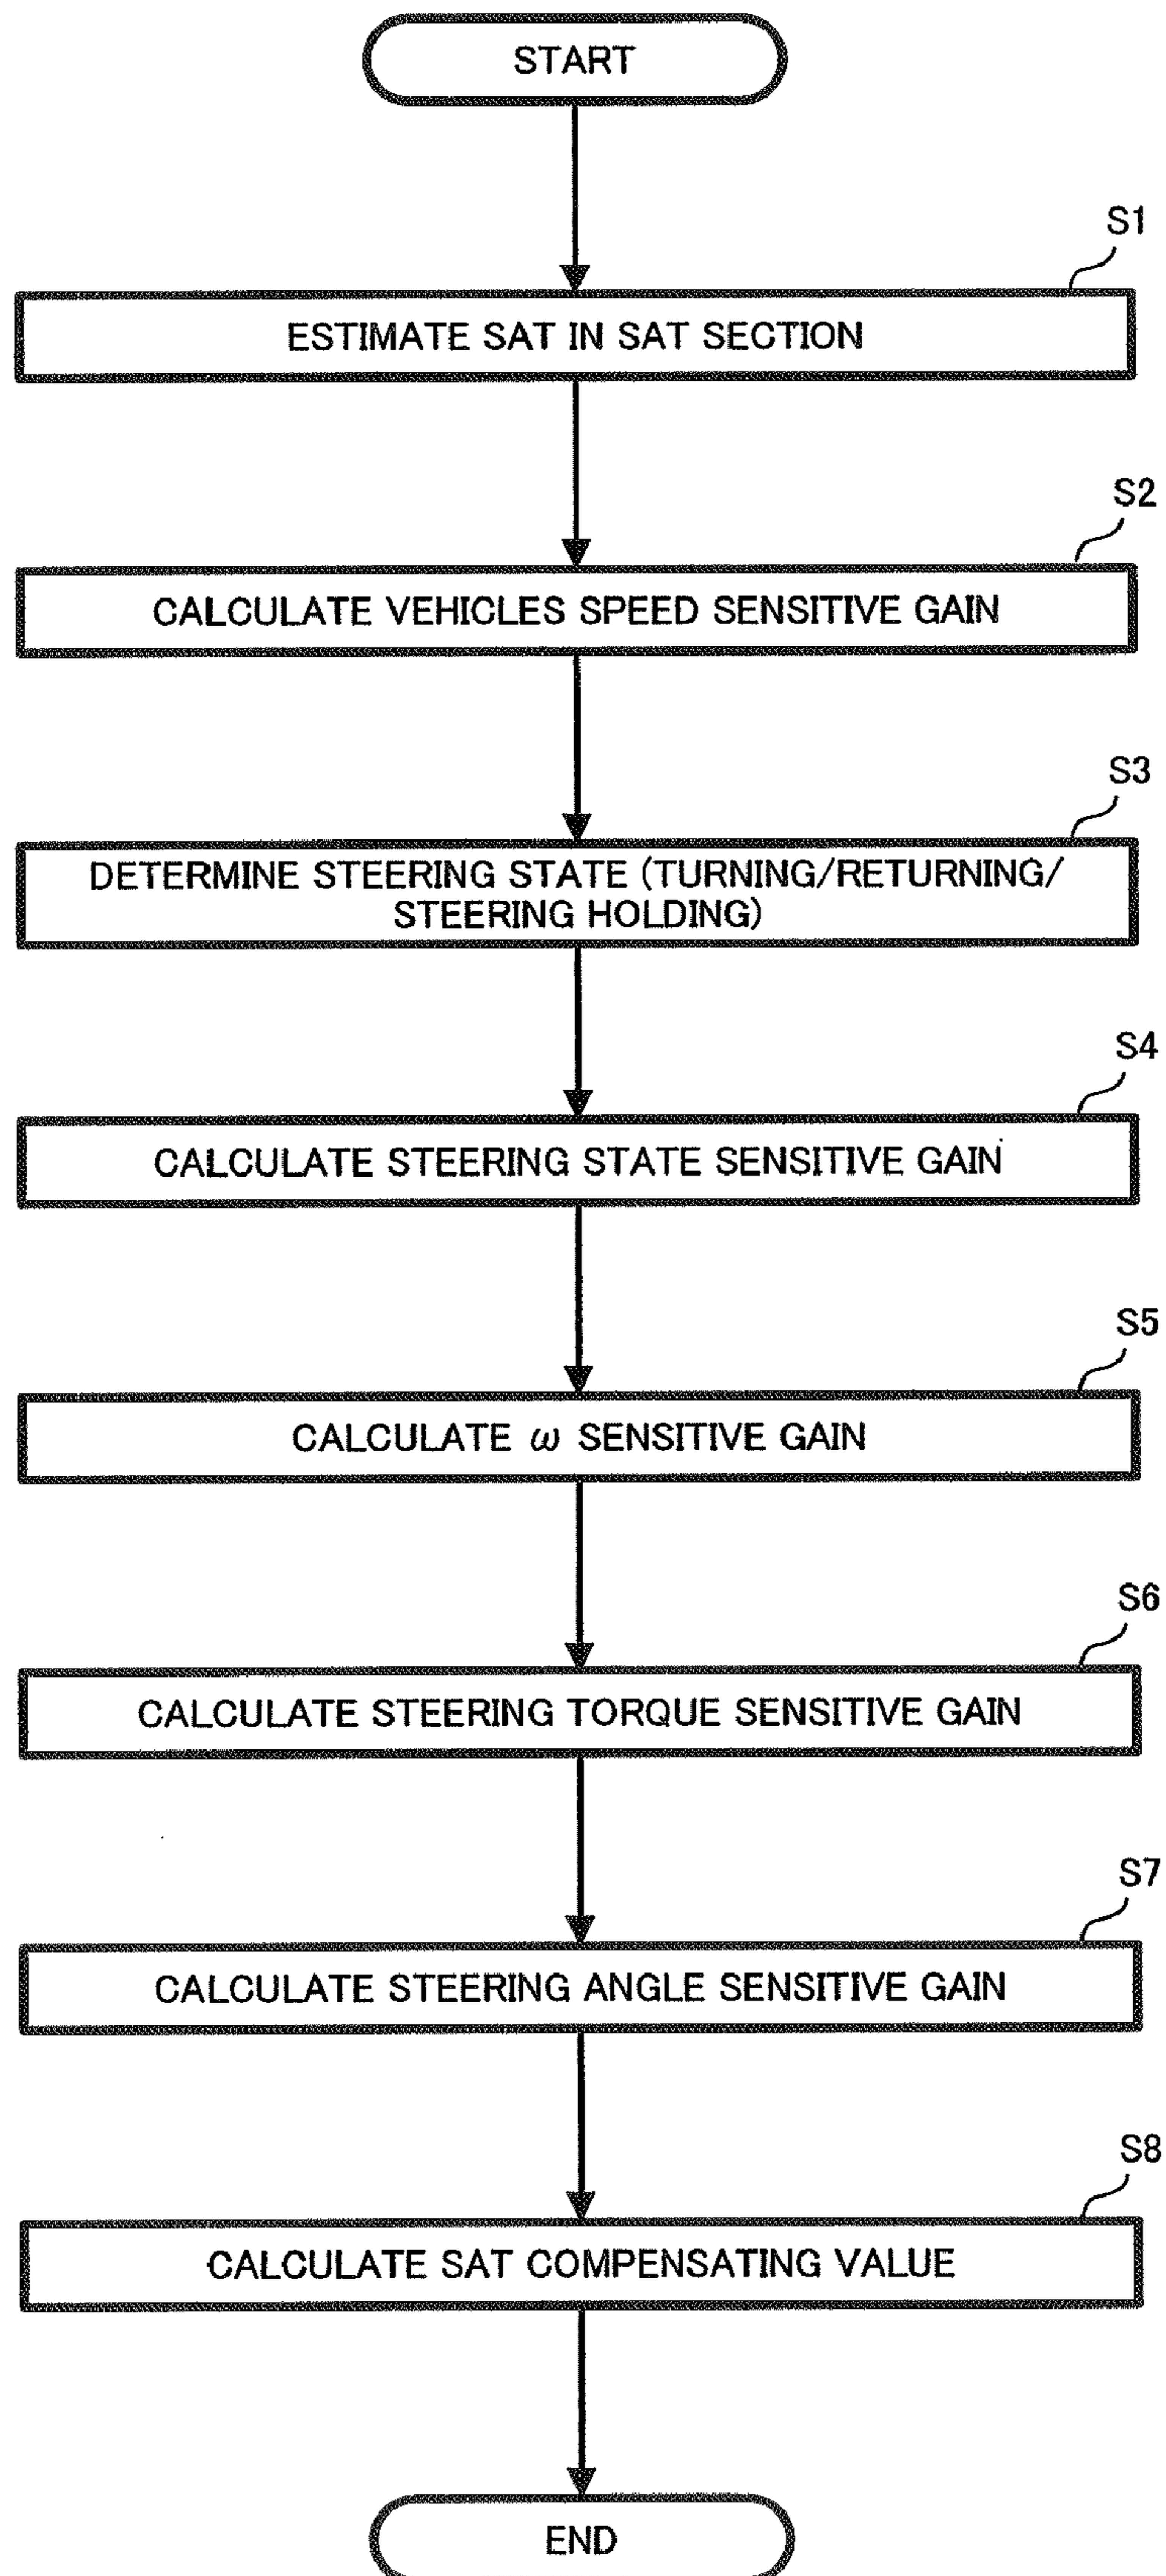 START
S1
ESTIMATE SAT IN SAT SECTION
S2
CALCULATE VEHICLES SPEED SENSITIVE GAIN
S3
DETERMINE STEERING STATE (TURNING/RETURNING/
STEERING HOLDING)
S4
CALCULATE STEERING STATE SENSITIVE GAIN
S5
CALCULATE ω SENSITIVE GAIN
S6
CALCULATE STEERING TORQUE SENSITIVE GAIN
S7
CALCULATE STEERING ANGLE SENSITIVE GAIN
S8
CALCULATE SAT COMPENSATING VALUE
END